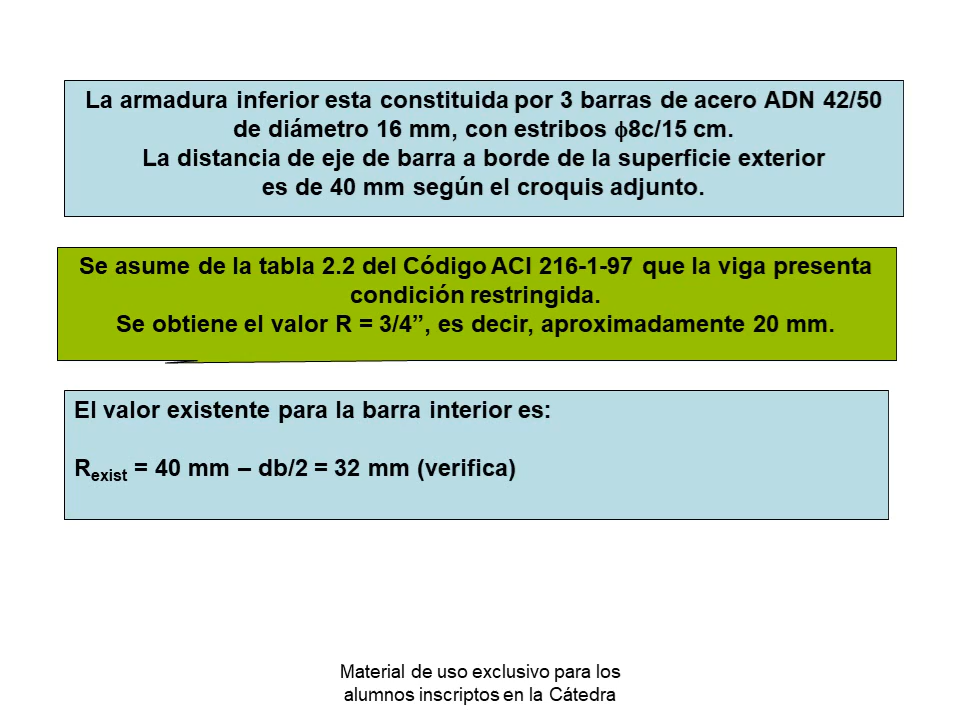 La armadura inferior esta constituida por 3 barras de acero ADN 42/50
de diámetro 16 mm, con estribos ϕ8c/15 cm.
La distancia de eje de barra a borde de la superficie exterior
es de 40 mm según el croquis adjunto.
Se asume de la tabla 2.2 del Código ACI 216-1-97 que la viga presenta
condición restringida.
Se obtiene el valor R = 3/4”, es decir, aproximadamente 20 mm.
El valor existente para la barra interior es:
Rexist = 40 mm – db/2 = 32 mm (verifica)
Material de uso exclusivo para los
alumnos inscriptos en la Cátedra